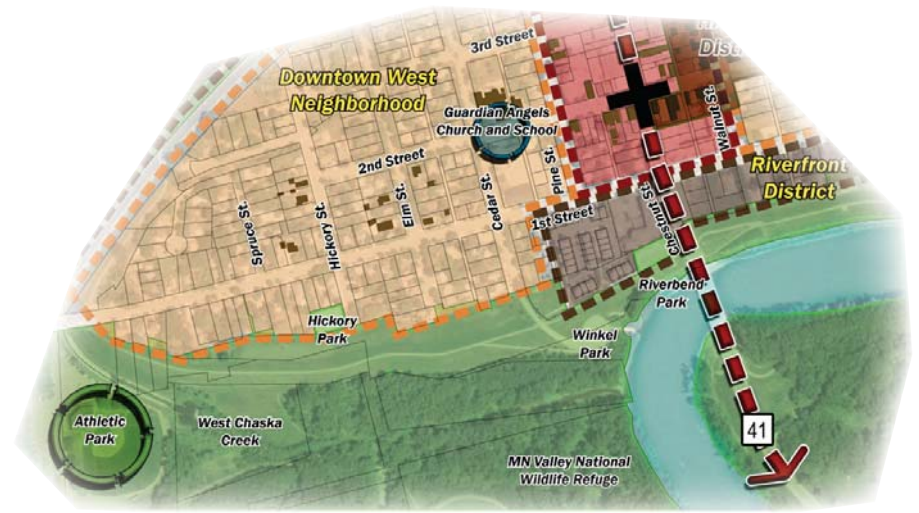 3rd Street
Downtown West
Neighborhood
Guardian Angels
Church and School
Walnut St.
2nd Street
Pine St.
Riverfront
District
Spruce St.
Hickory St.
Elm St.
Cedar St.
1st Street
Chestnut St.
Riverbend
Park
Hickory
Park
Winkel
Park
Athletic
Park
West Chaska
Creek
41
MN Valley National
Wildlife Refuge